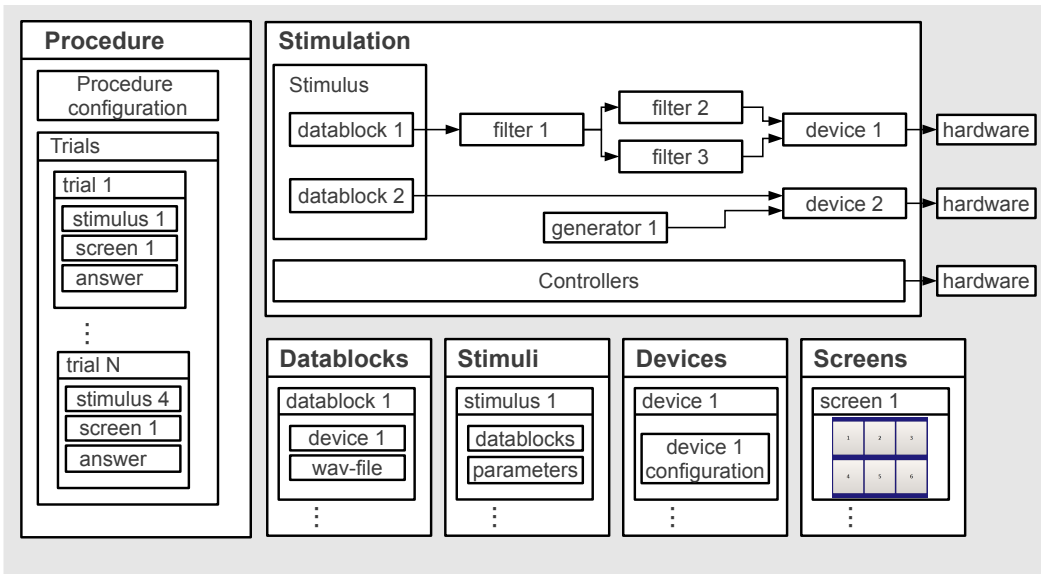 Procedure
Procedure
configuration
Trials
trial 1
stimulus 1
screen 1
answer
⋮
trial N
stimulus 4
screen 1
answer
Stimulation
Stimulus
datablock 1
filter 1
filter 2
filter 3
device 1
hardware
datablock 2
generator 1
device 2
hardware
Controllers
hardware
Datablocks
datablock 1
device 1
wav-file
⋮
Stimuli
stimulus 1
datablocks
parameters
⋮
Devices
device 1
device 1
configuration
⋮
Screens
screen 1
1 2 3
4 5 6
⋮